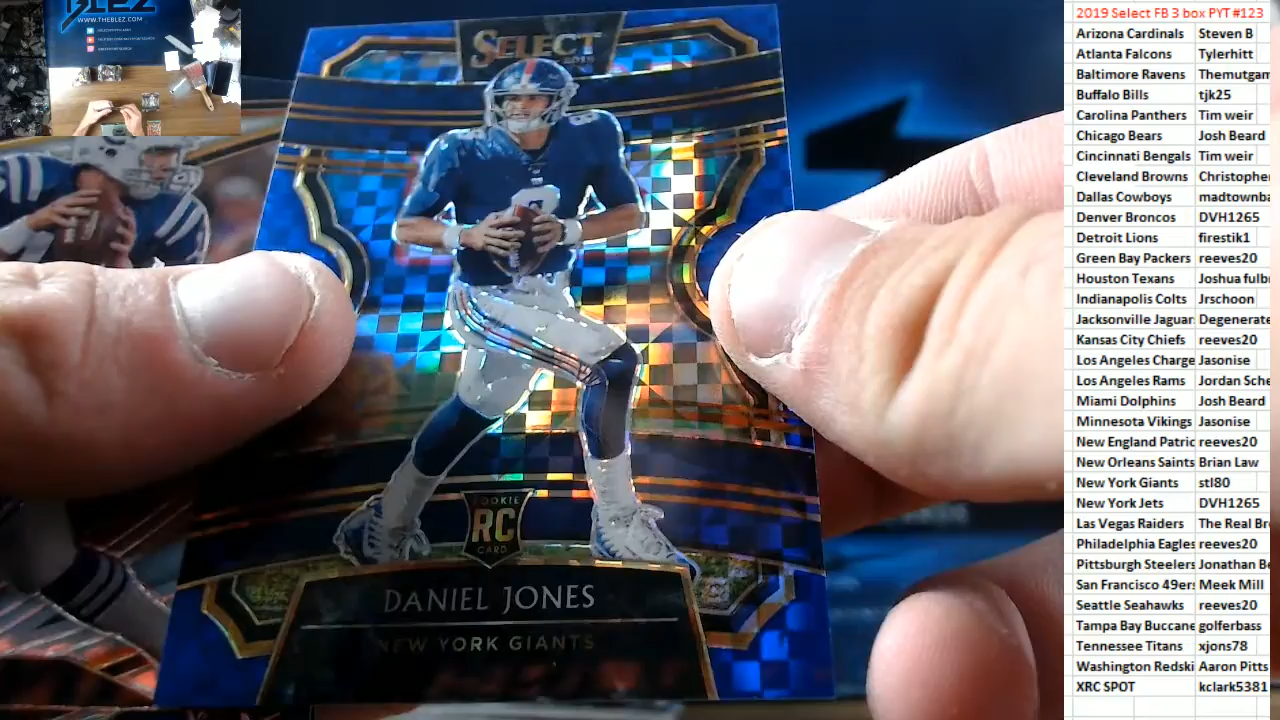 BLEZ
WWW.THEBLEZ.COM
SELECT
2019
8
ROOKIE
RC
CARD
DANIEL JONES
NEW YORK GIANTS
2019 Select FB 3 box PYT #123
Arizona Cardinals Steven B
Atlanta Falcons Tylerhitt
Baltimore Ravens Themutgam
Buffalo Bills tjk25
Carolina Panthers Tim weir
Chicago Bears Josh Beard
Cincinnati Bengals Tim weir
Cleveland Browns Christopher
Dallas Cowboys madtownba
Denver Broncos DVH1265
Detroit Lions firestik1
Green Bay Packers reeves20
Houston Texans Joshua fulb
Indianapolis Colts Jrschoon
Jacksonville Jaguar Degenerate
Kansas City Chiefs reeves20
Los Angeles Charge Jasonise
Los Angeles Rams Jordan Sche
Miami Dolphins Josh Beard
Minnesota Vikings Jasonise
New England Patric reeves20
New Orleans Saints Brian Law
New York Giants stl80
New York Jets DVH1265
Las Vegas Raiders The Real Br
Philadelphia Eagles reeves20
Pittsburgh Steelers Jonathan Be
San Francisco 49ers Meek Mill
Seattle Seahawks reeves20
Tampa Bay Buccane golferbass
Tennessee Titans xjons78
Washington Redski Aaron Pitts
XRC SPOT kclark5381